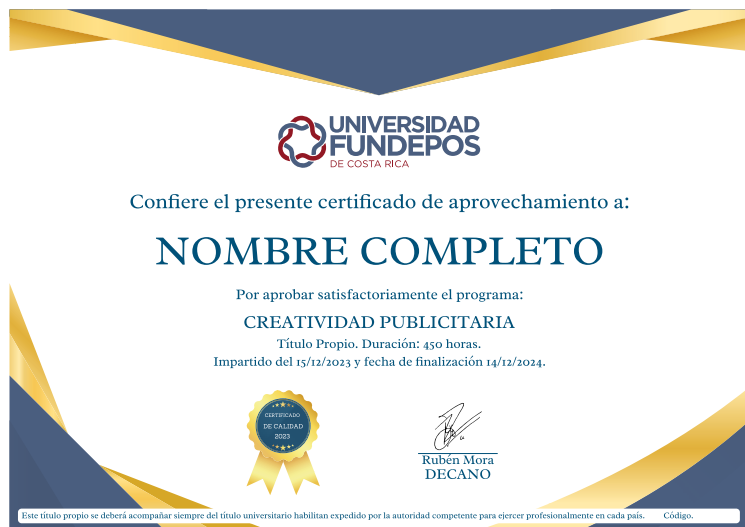 UNIVERSIDAD
FUNDEPOS
DE COSTA RICA
Confiere el presente certificado de aprovechamiento a:
NOMBRE COMPLETO
Por aprobar satisfactoriamente el programa:
CREATIVIDAD PUBLICITARIA
Título Propio. Duración: 450 horas.
Impartido del 15/12/2023 y fecha de finalización 14/12/2024.
CERTIFICADO
DE CALIDAD
2023
Rubén Mora
DECANO
Este título propio se deberá acompañar siempre del título universitario habilitan expedido por la autoridad competente para ejercer profesionalmente en cada país. Código.